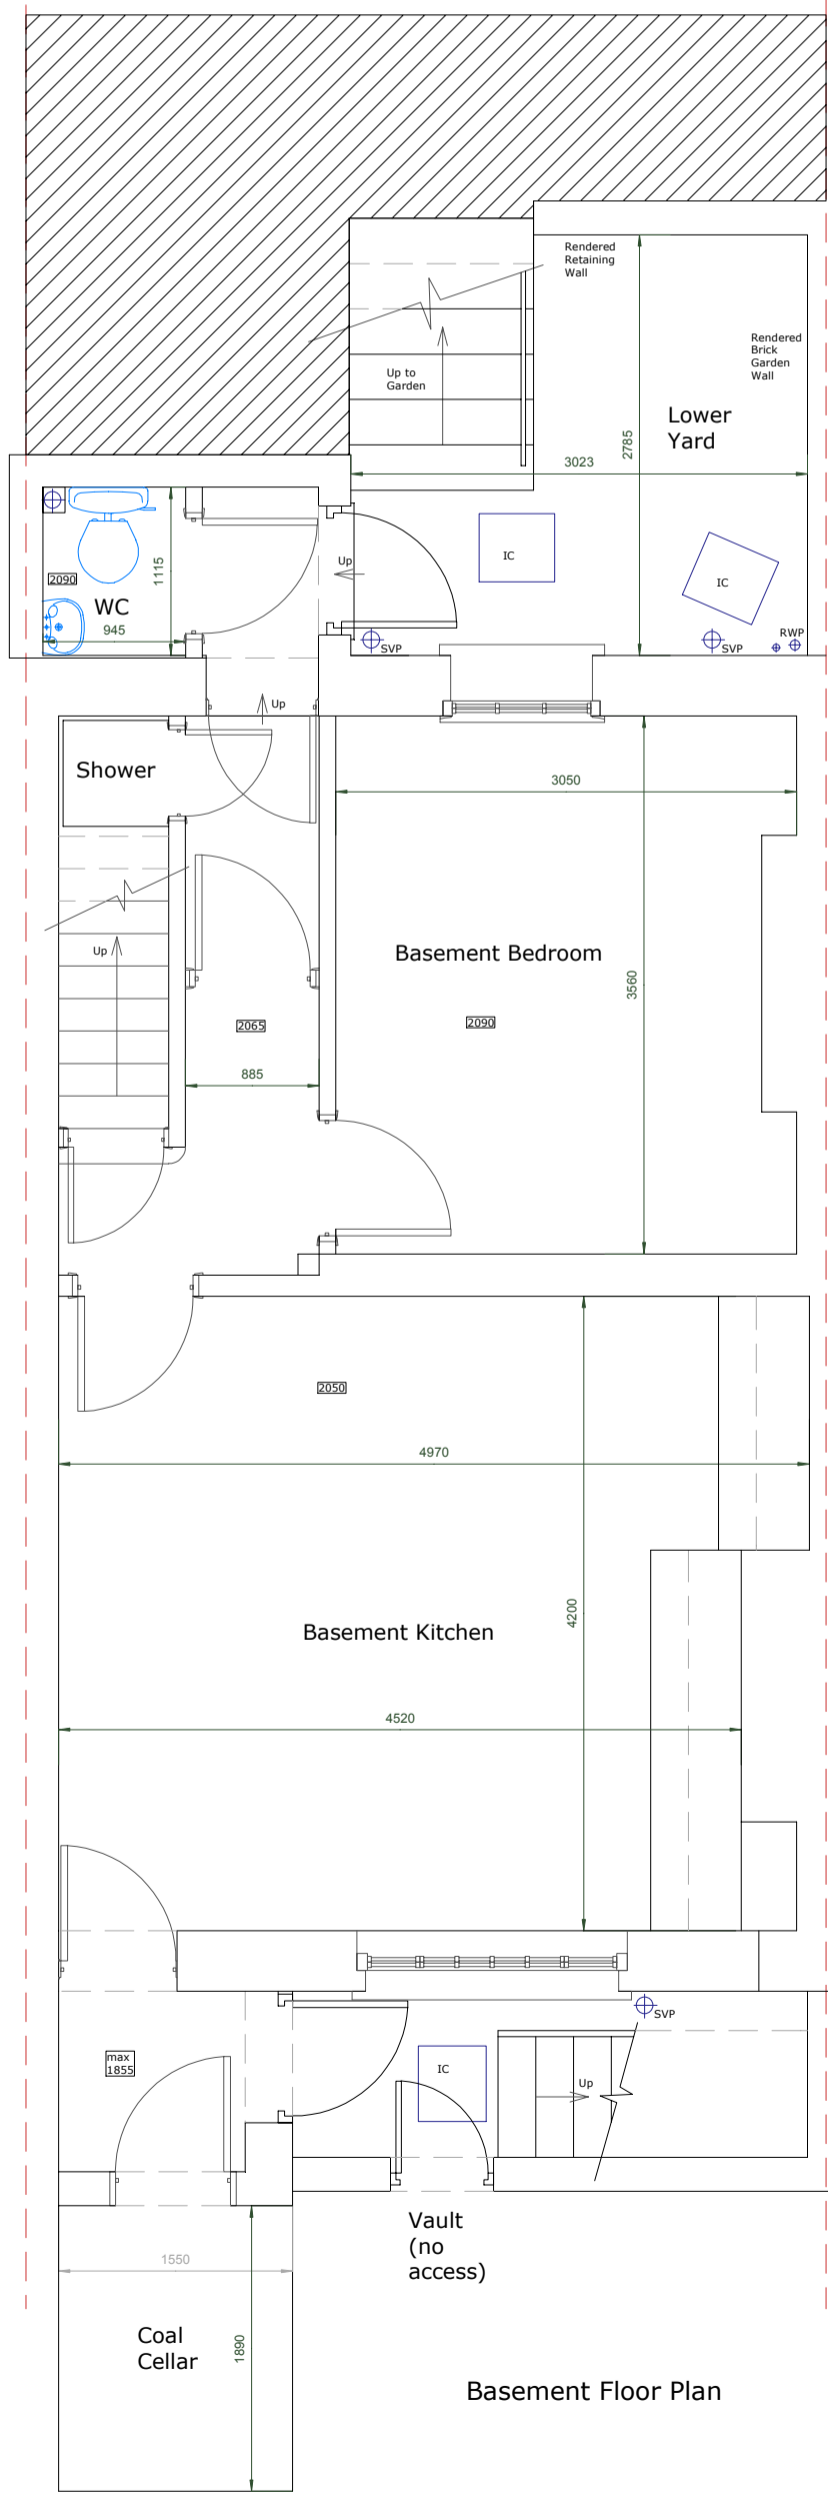 Rendered
Retaining
Wall
Rendered
Brick
Garden
Wall
Up to
Garden
Lower
Yard
2785
3023
IC
IC
Up
1115
2090
WC
945
SVP
SVP
RWP
Up
Shower
3050
Up
Basement Bedroom
3560
2065
2090
885
2050
4970
4200
Basement Kitchen
4520
SVP
max
1855
IC
Up
Vault
(no
access)
1550
Coal
Cellar
1890
Basement Floor Plan